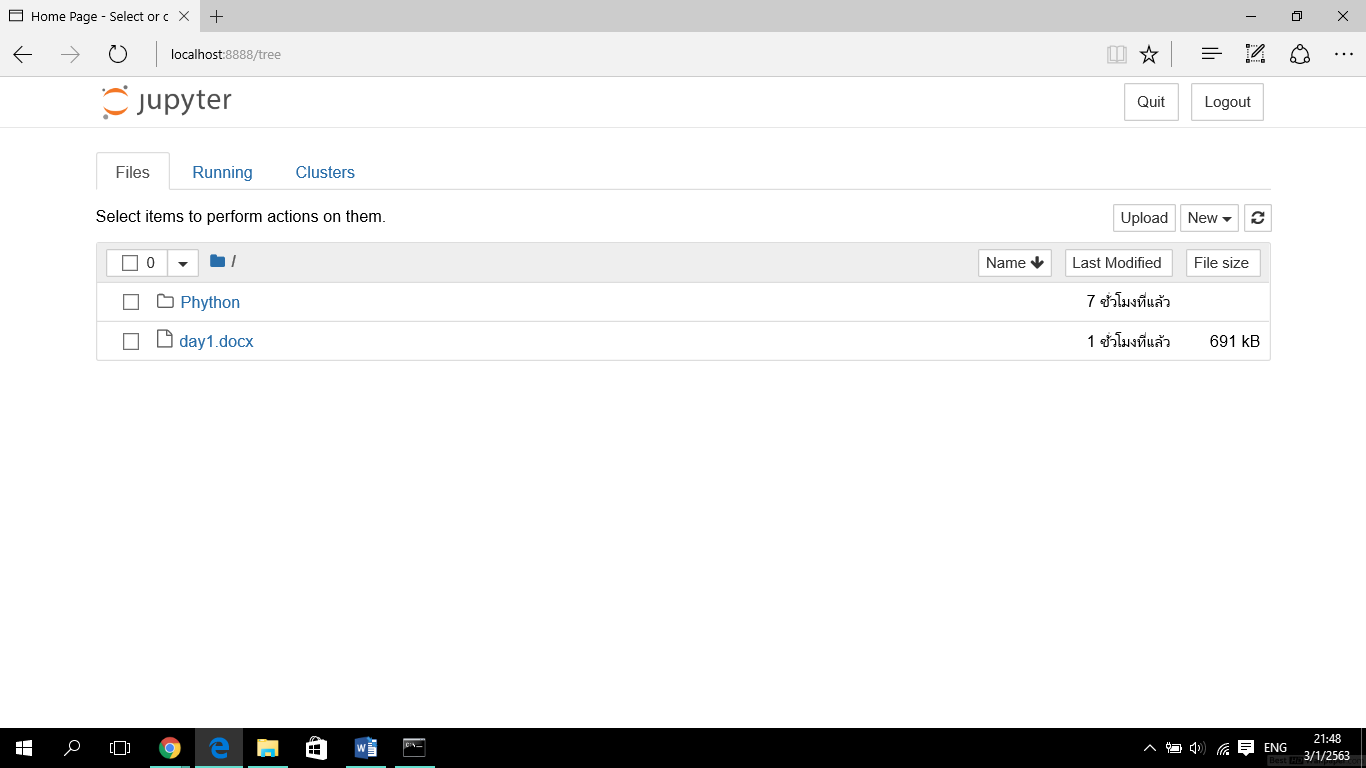 Home Page - Select or c
localhost:8888/tree
jupyter
Quit
Logout
Files
Running
Clusters
Select items to perform actions on them.
Upload
New
0
/
Name
Last Modified
File size
Phython
7 ชั่วโมงที่แล้ว
day1.docx
1 ชั่วโมงที่แล้ว
691 kB
ENG
21:48
3/1/2563